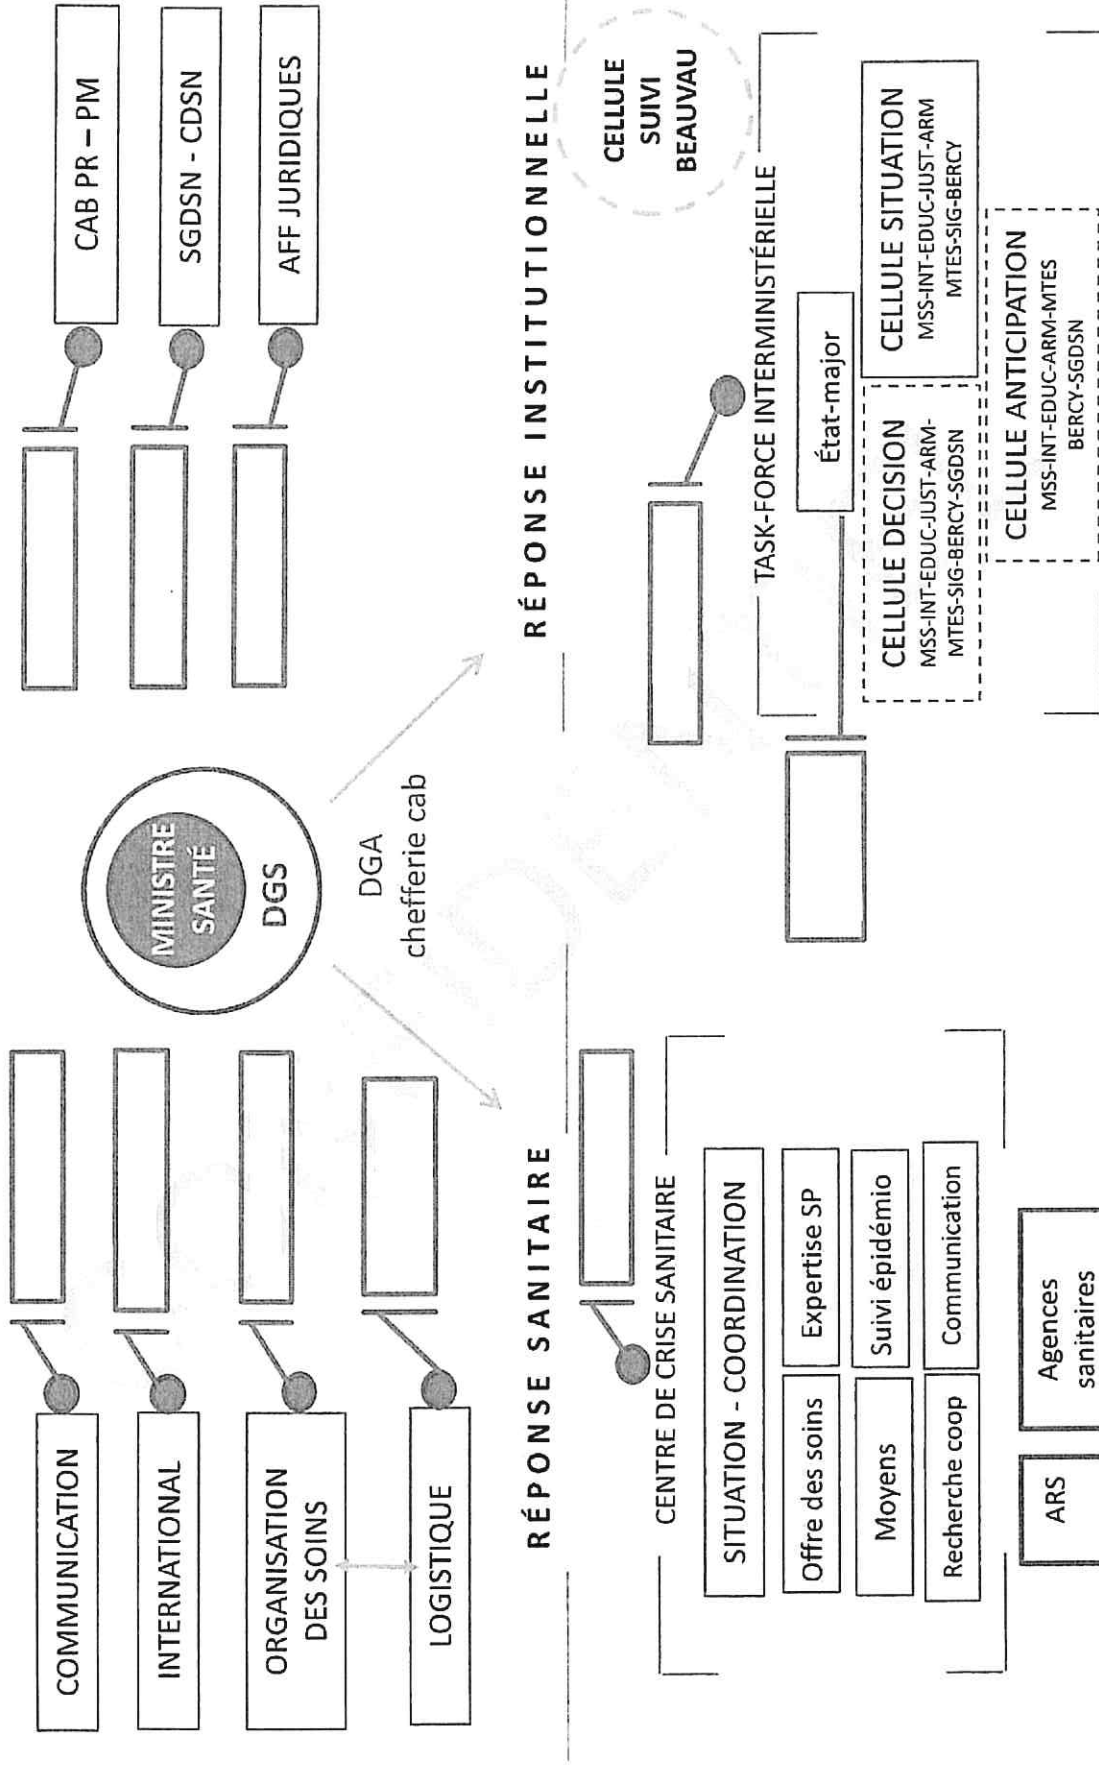 COMMUNICATION
INTERNATIONAL
ORGANISATION
DES SOINS
LOGISTIQUE
MINISTRE
SANTÉ
DGS
DGA
chefferie cab
CAB PR – PM
SGDSN - CDSN
AFF JURIDIQUES
RÉPONSE SANITAIRE
CENTRE DE CRISE SANITAIRE
SITUATION - COORDINATION
Offre des soins
Expertise SP
Moyens
Suivi épidémio
Recherche coop
Communication
ARS
Agences
sanitaires
RÉPONSE INSTITUTIONNELLE
CELLULE
SUIVI
BEAUVAU
TASK-FORCE INTERMINISTÉRIELLE
État-major
CELLULE DECISION
MSS-INT-EDUC-JUST-ARM-
MTES-SIG-BERCY-SGDSN
CELLULE SITUATION
MSS-INT-EDUC-JUST-ARM
MTES-SIG-BERCY
CELLULE ANTICIPATION
MSS-INT-EDUC-ARM-MTES
BERCY-SGDSN